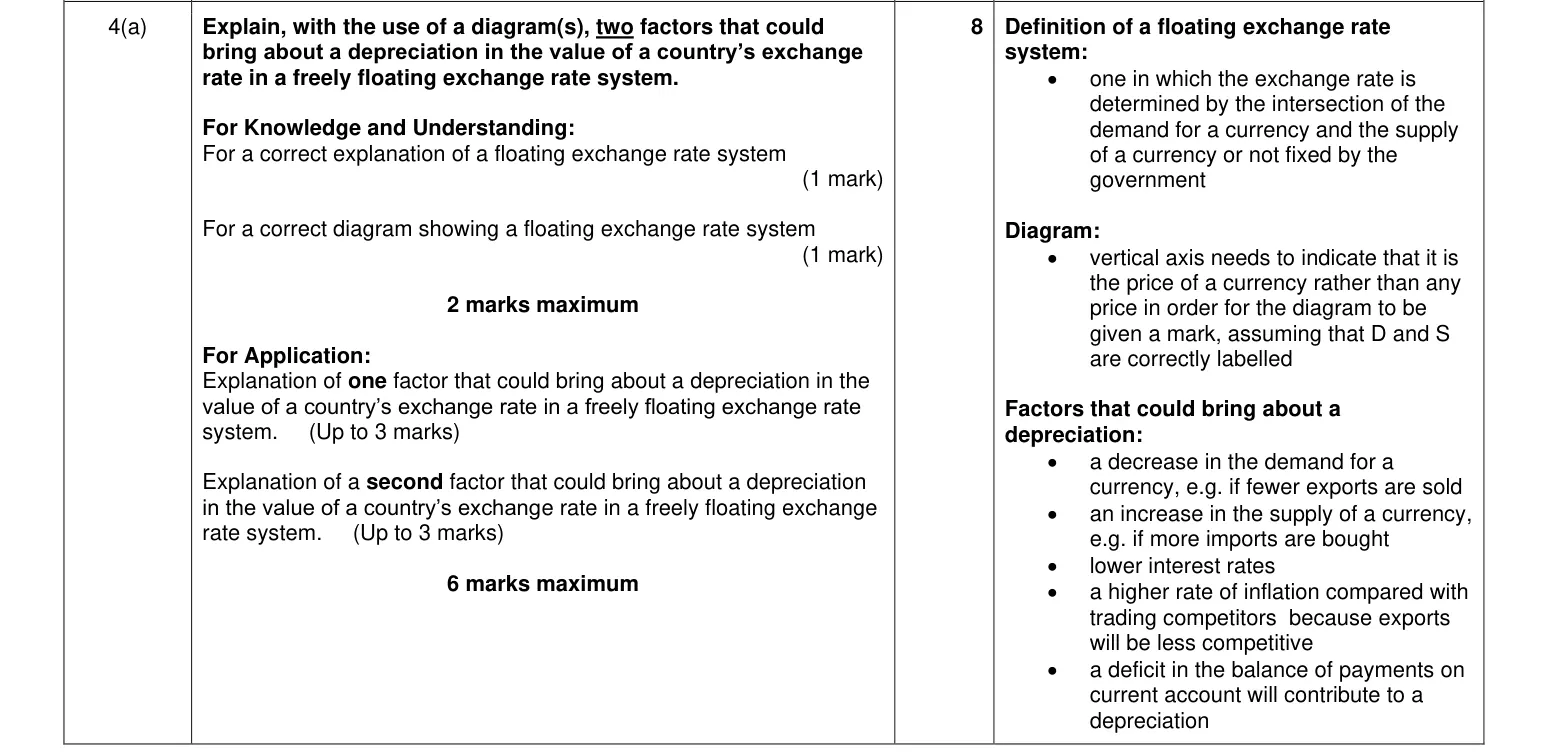 4(a)
Explain, with the use of a diagram(s), two factors that could
bring about a depreciation in the value of a country's exchange
rate in a freely floating exchange rate system.
For Knowledge and Understanding:
For a correct explanation of a floating exchange rate system
(1 mark)
For a correct diagram showing a floating exchange rate system
(1 mark)
2 marks maximum
For Application:
Explanation of one factor that could bring about a depreciation in the
value of a country's exchange rate in a freely floating exchange rate
system. (Up to 3 marks)
Explanation of a second factor that could bring about a depreciation
in the value of a country's exchange rate in a freely floating exchange
rate system. (Up to 3 marks)
6 marks maximum
8
Definition of a floating exchange rate
system:
• one in which the exchange rate is
determined by the intersection of the
demand for a currency and the supply
of a currency or not fixed by the
government
Diagram:
• vertical axis needs to indicate that it is
the price of a currency rather than any
price in order for the diagram to be
given a mark, assuming that D and S
are correctly labelled
Factors that could bring about a
depreciation:
• a decrease in the demand for a
currency, e.g. if fewer exports are sold
• an increase in the supply of a currency,
e.g. if more imports are bought
• lower interest rates
• a higher rate of inflation compared with
trading competitors because exports
will be less competitive
• a deficit in the balance of payments on
current account will contribute to a
depreciation